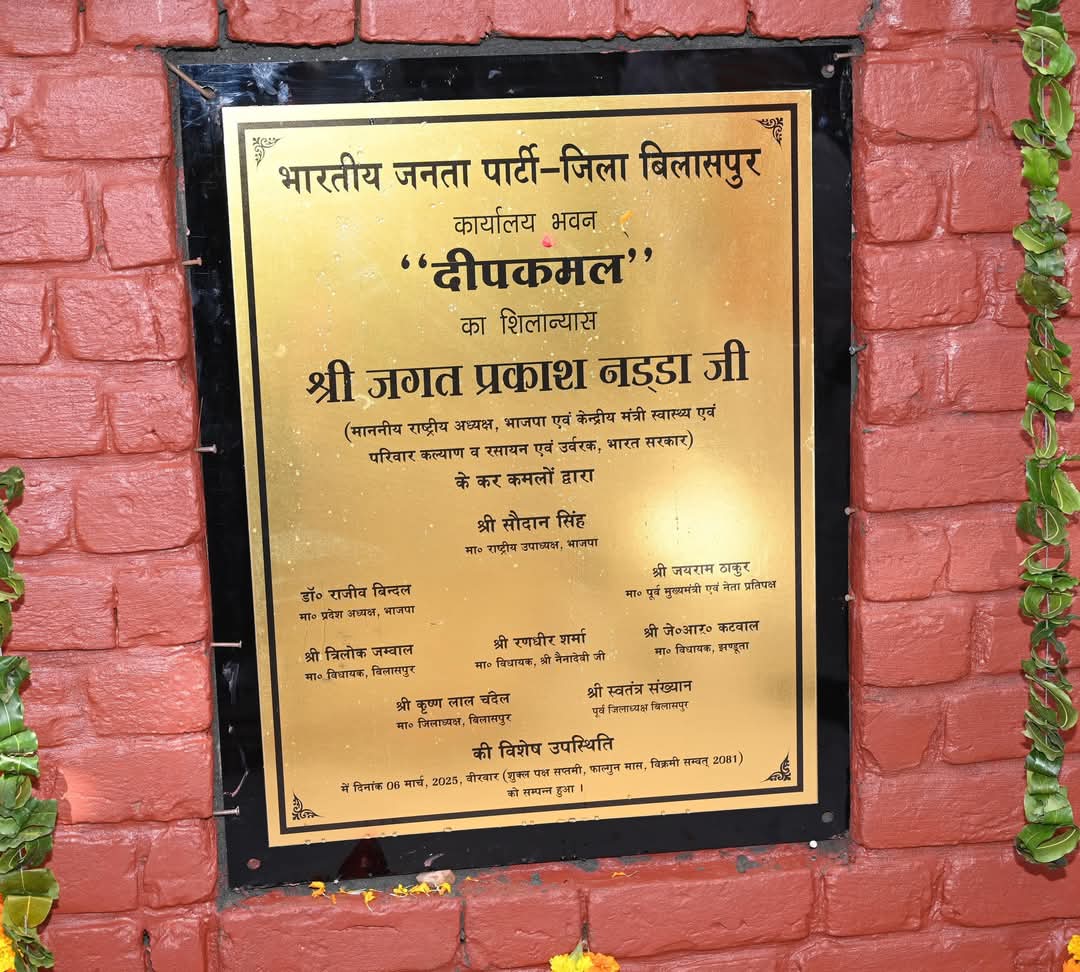 भारतीय जनता पार्टी–जिला बिलासपुर
कार्यालय भवन
‘‘दीपकमल’’
का शिलान्यास
श्री जगत प्रकाश नड्डा जी
(माननीय राष्ट्रीय अध्यक्ष, भाजपा एवं केन्द्रीय मंत्री स्वास्थ्य एवं
परिवार कल्याण व रसायन एवं उर्वरक, भारत सरकार)
के कर कमलों द्वारा
श्री सौदान सिंह
मा० राष्ट्रीय उपाध्यक्ष, भाजपा
डॉ० राजीव बिन्दल
मा० प्रदेश अध्यक्ष, भाजपा
श्री जयराम ठाकुर
मा० पूर्व मुख्यमंत्री एवं नेता प्रतिपक्ष
श्री त्रिलोक जम्वाल
मा० विधायक, बिलासपुर
श्री रणधीर शर्मा
मा० विधायक, श्री नैनादेवी जी
श्री जे०आर० कटवाल
मा० विधायक, झण्डूता
श्री कृष्ण लाल चंदेल
मा० जिलाध्यक्ष, बिलासपुर
श्री स्वतंत्र संख्यान
पूर्व जिलाध्यक्ष बिलासपुर
की विशेष उपस्थिति
में दिनांक 06 मार्च, 2025, वीरवार (शुक्ल पक्ष सप्तमी, फाल्गुन मास, विक्रमी सम्वत् 2081)
को सम्पन्न हुआ ।